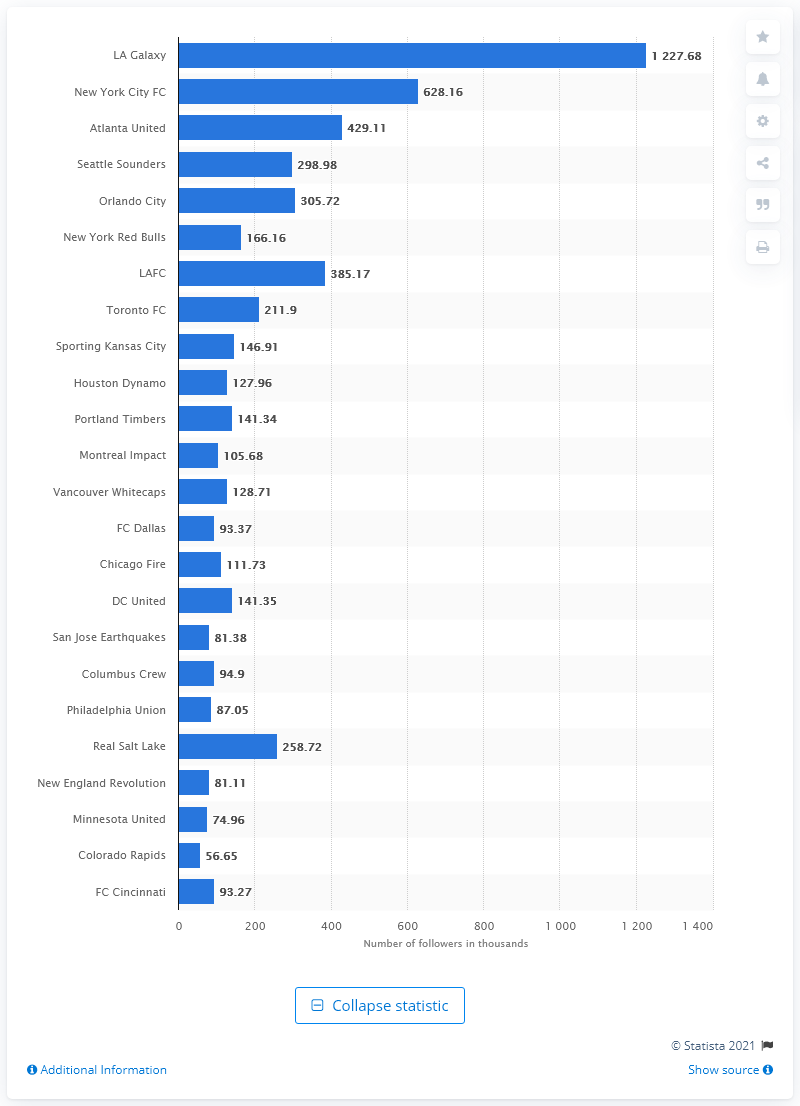 LA Galaxy 1 227.68
New York City FC 628.16
Atlanta United 429.11
Seattle Sounders 298.98
Orlando City 305.72
New York Red Bulls 166.16
LAFC 385.17
Toronto FC 211.9
Sporting Kansas City 146.91
Houston Dynamo 127.96
Portland Timbers 141.34
Montreal Impact 105.68
Vancouver Whitecaps 128.71
FC Dallas 93.37
Chicago Fire 111.73
DC United 141.35
San Jose Earthquakes 81.38
Columbus Crew 94.9
Philadelphia Union 87.05
Real Salt Lake 258.72
New England Revolution 81.11
Minnesota United 74.96
Colorado Rapids 56.65
FC Cincinnati 93.27
0 200 400 600 800 1 000 1 200 1 400
Number of followers in thousands
Collapse statistic
© Statista 2021
Additional Information Show source